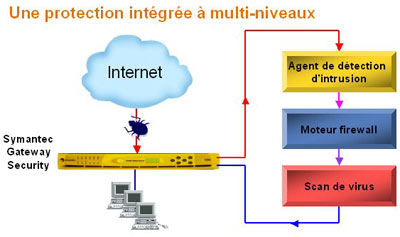 Une protection intégrée à multi-niveaux
Internet
Symantec
Gateway
Security
Agent de détection
d'intrusion
Moteur firewall
Scan de virus